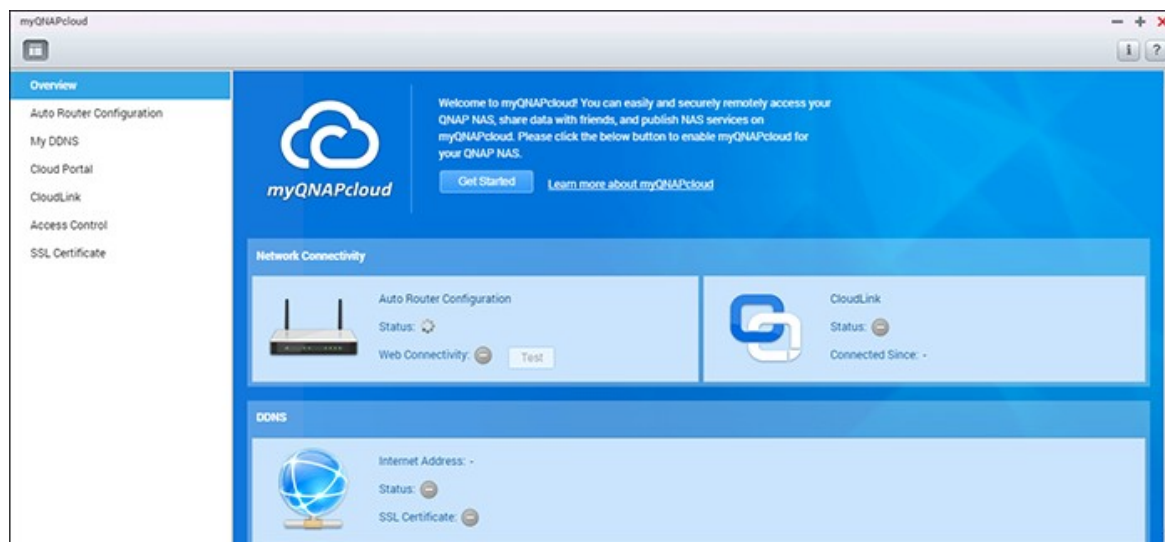 myQNAPcloud
Overview
Auto Router Configuration
My DDNS
Cloud Portal
CloudLink
Access Control
SSL Certificate
myQNAPcloud
Welcome to myQNAPcloud! You can easily and securely remotely access your
QNAP NAS, share data with friends, and publish NAS services on
myQNAPcloud. Please click the below button to enable myQNAPcloud for
your QNAP NAS.
Get Started
Learn more about myQNAPcloud
Network Connectivity
Auto Router Configuration
Status:
Web Connectivity:
Test
CloudLink
Status:
Connected Since: -
DDNS
Internet Address: -
Status:
SSL Certificate: